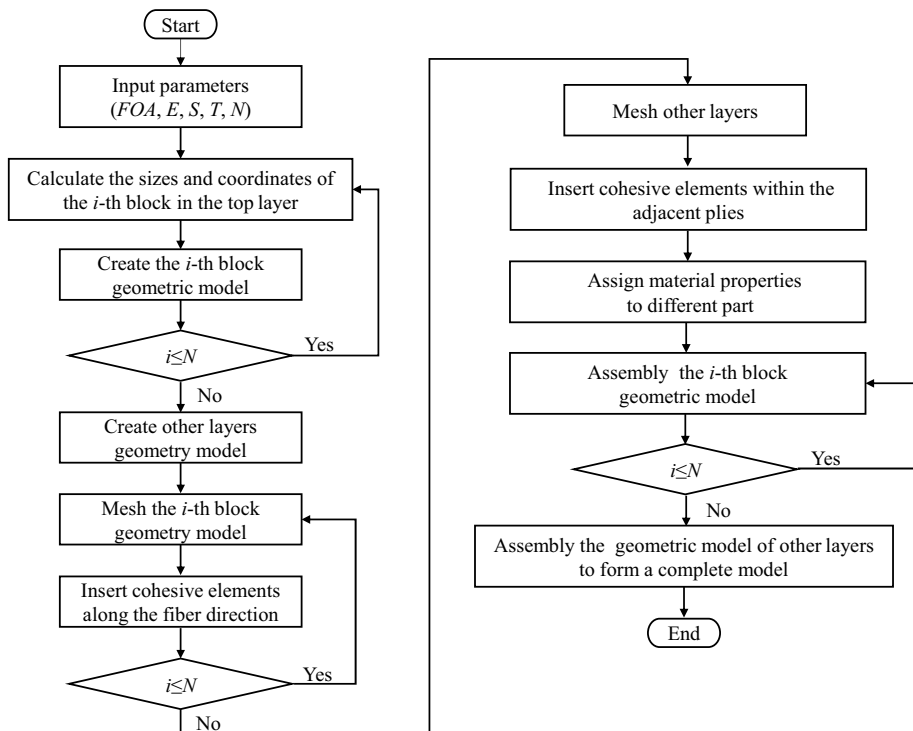 Start
Input parameters
(FOA, E, S, T, N)
Calculate the sizes and coordinates of
the i-th block in the top layer
Create the i-th block
geometric model
i≤N
Yes
No
Create other layers
geometry model
Mesh the i-th block
geometry model
Insert cohesive elements
along the fiber direction
i≤N
Yes
No
Mesh other layers
Insert cohesive elements within the
adjacent plies
Assign material properties
to different part
Assembly the i-th block
geometric model
i≤N
Yes
No
Assembly the geometric model of other layers
to form a complete model
End